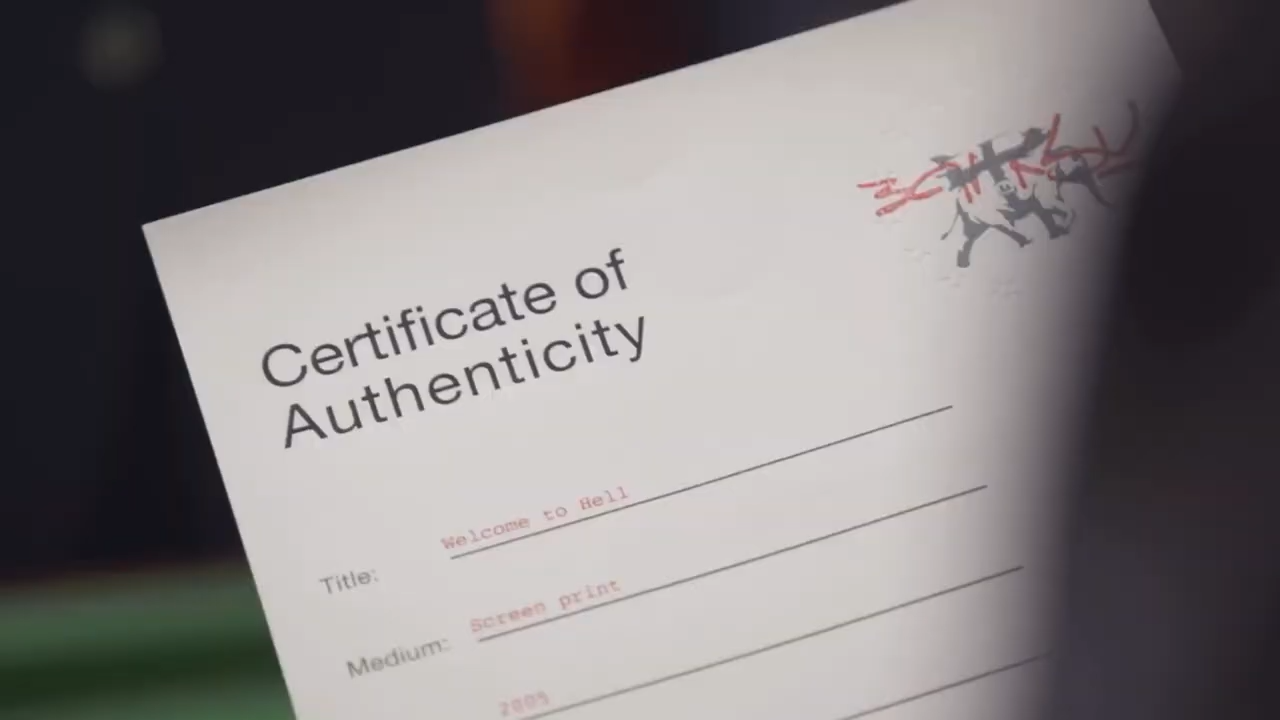 Certificate of
Authenticity
Title: Welcome to Hell
Medium: Screen print